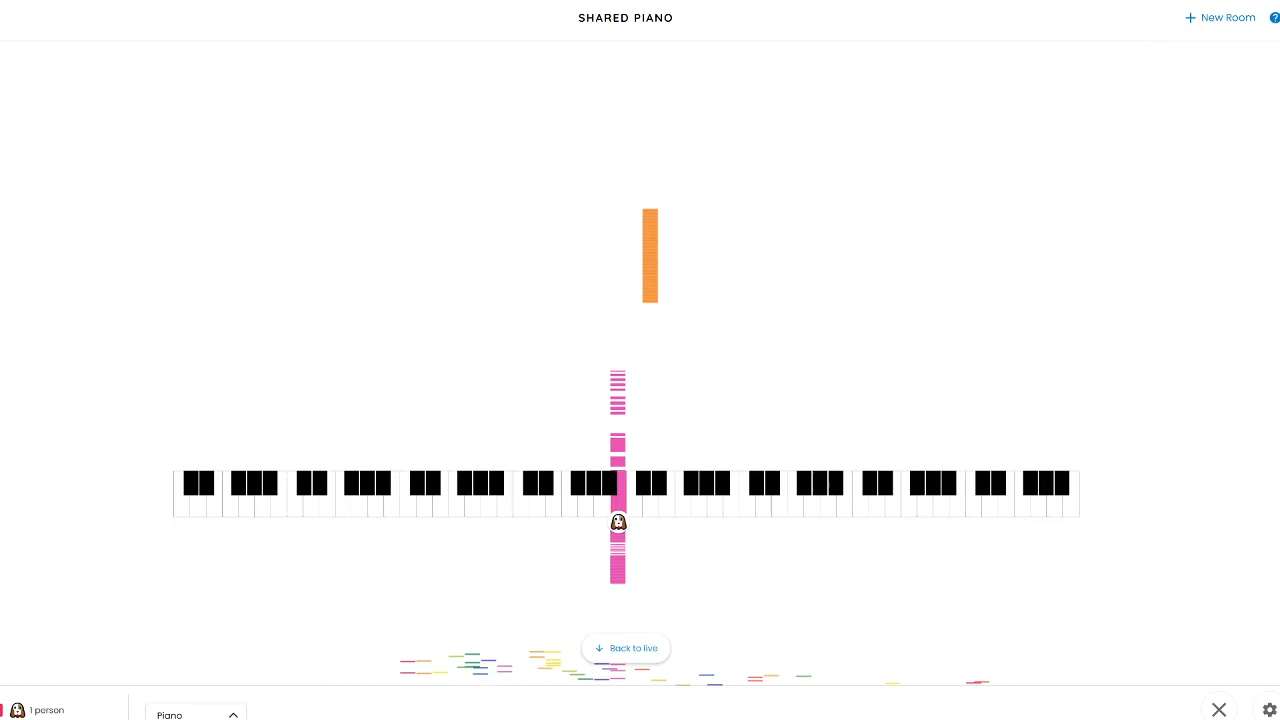 SHARED PIANO
+ New Room ?
Back to live
1 person
Piano